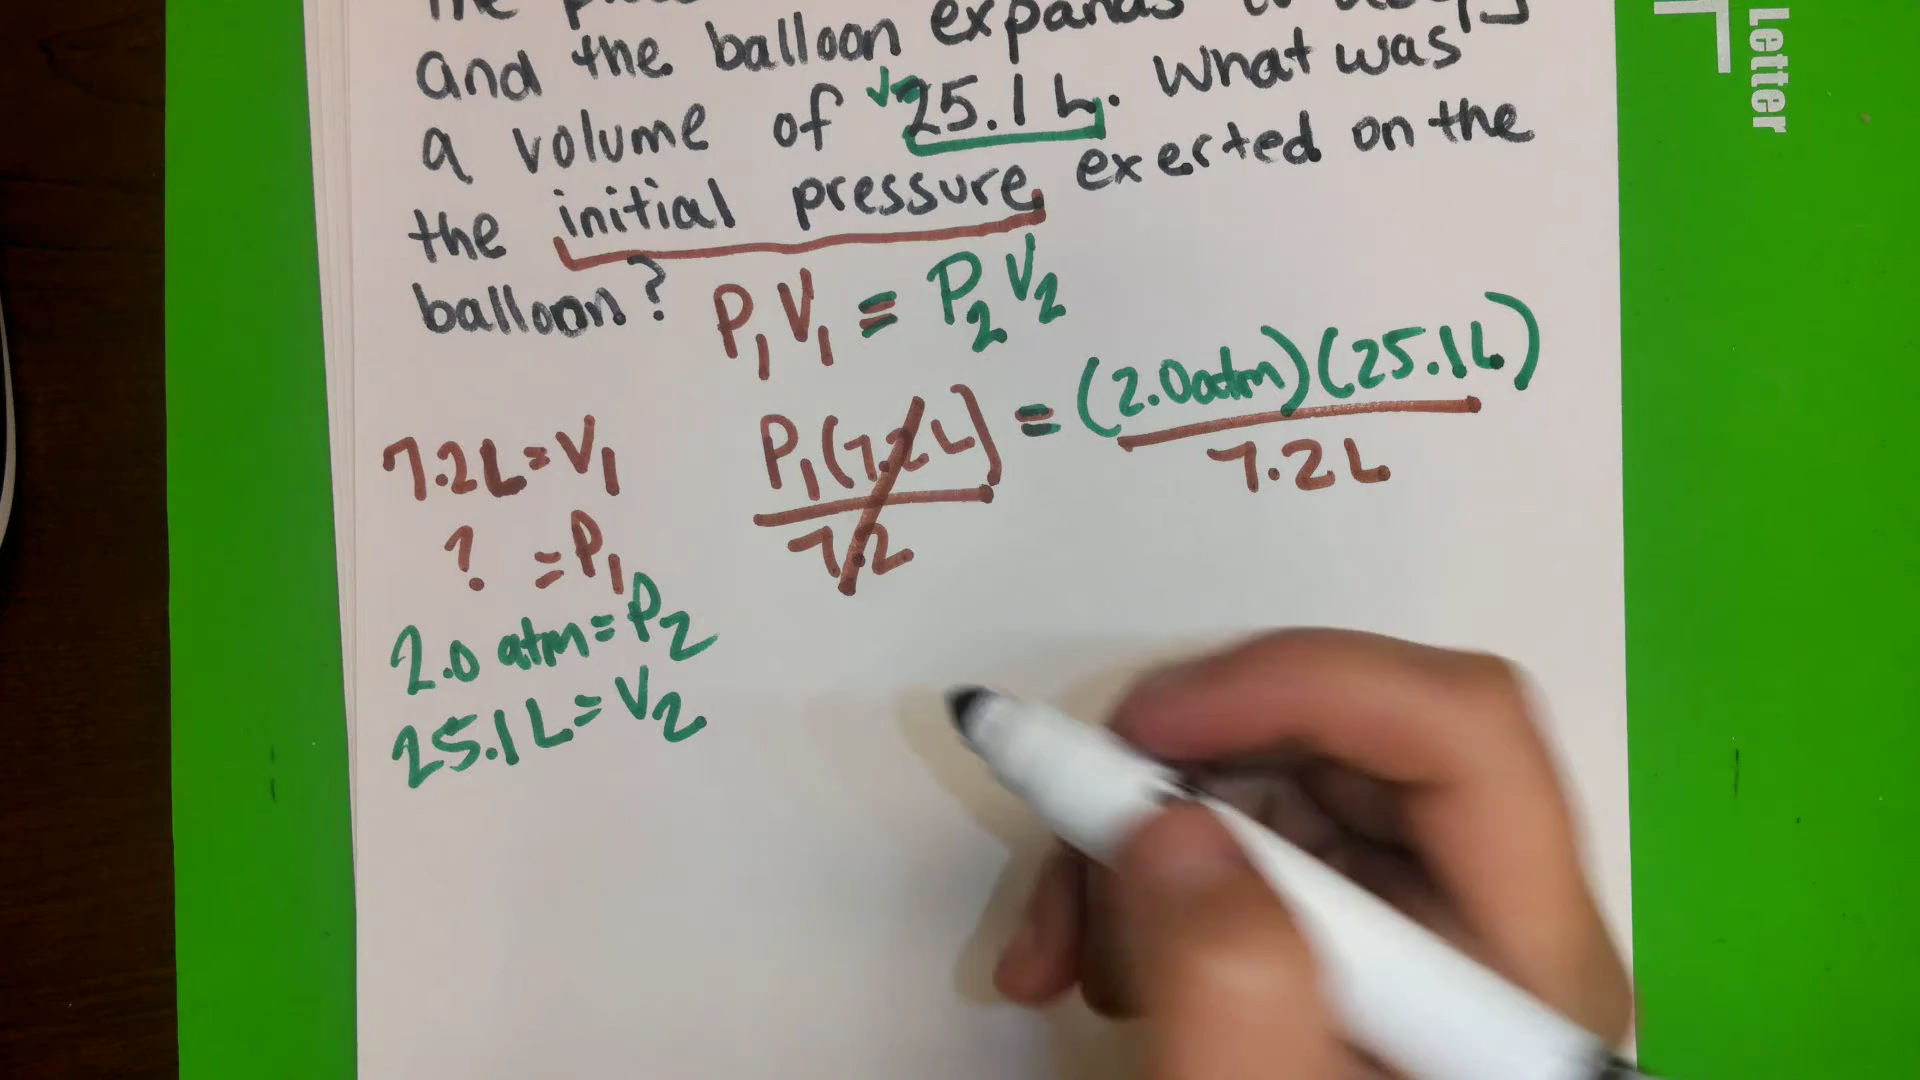 the
and the balloon expands
a volume of V2 25.1 L. What was
the initial pressure exerted on the
balloon?
P₁V₁ = P₂V₂
P₁(7.2L) = (2.0atm)(25.1L)
7.2 7.2L
7.2L=V₁
? =P₁
2.0 atm=P₂
25.1L=V₂
Letter